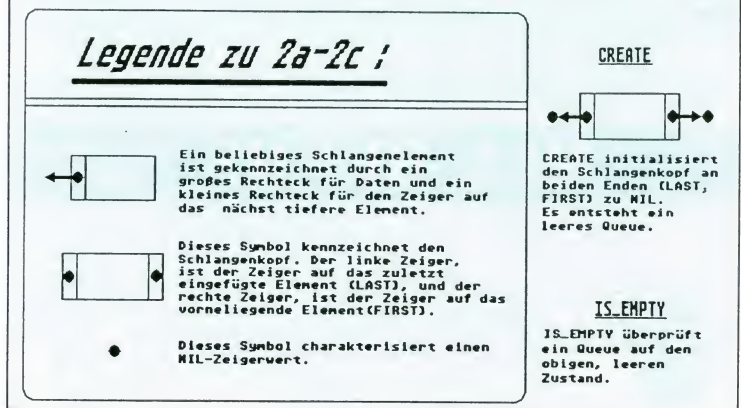 Legende zu 2a-2c :
Ein beliebiges Schlangenelement
ist gekennzeichnet durch ein
großes Rechteck für Daten und ein
kleines Rechteck für den Zeiger auf
das nächst tiefere Element.
Dieses Symbol kennzeichnet den
Schlangenkopf. Der linke Zeiger,
ist der Zeiger auf das zuletzt
eingefügte Element (LAST), und der
rechte Zeiger, ist der Zeiger auf das
vorneliegende Element(FIRST).
Dieses Symbol charakterisiert einen
NIL-Zeigerwert.
CREATE
CREATE initialisiert
den Schlangenkopf an
beiden Enden (LAST,
FIRST) zu NIL.
Es entsteht ein
leeres Queue.
IS_EMPTY
IS_EMPTY überprüft
ein Queue auf den
obigen, leeren
Zustand.